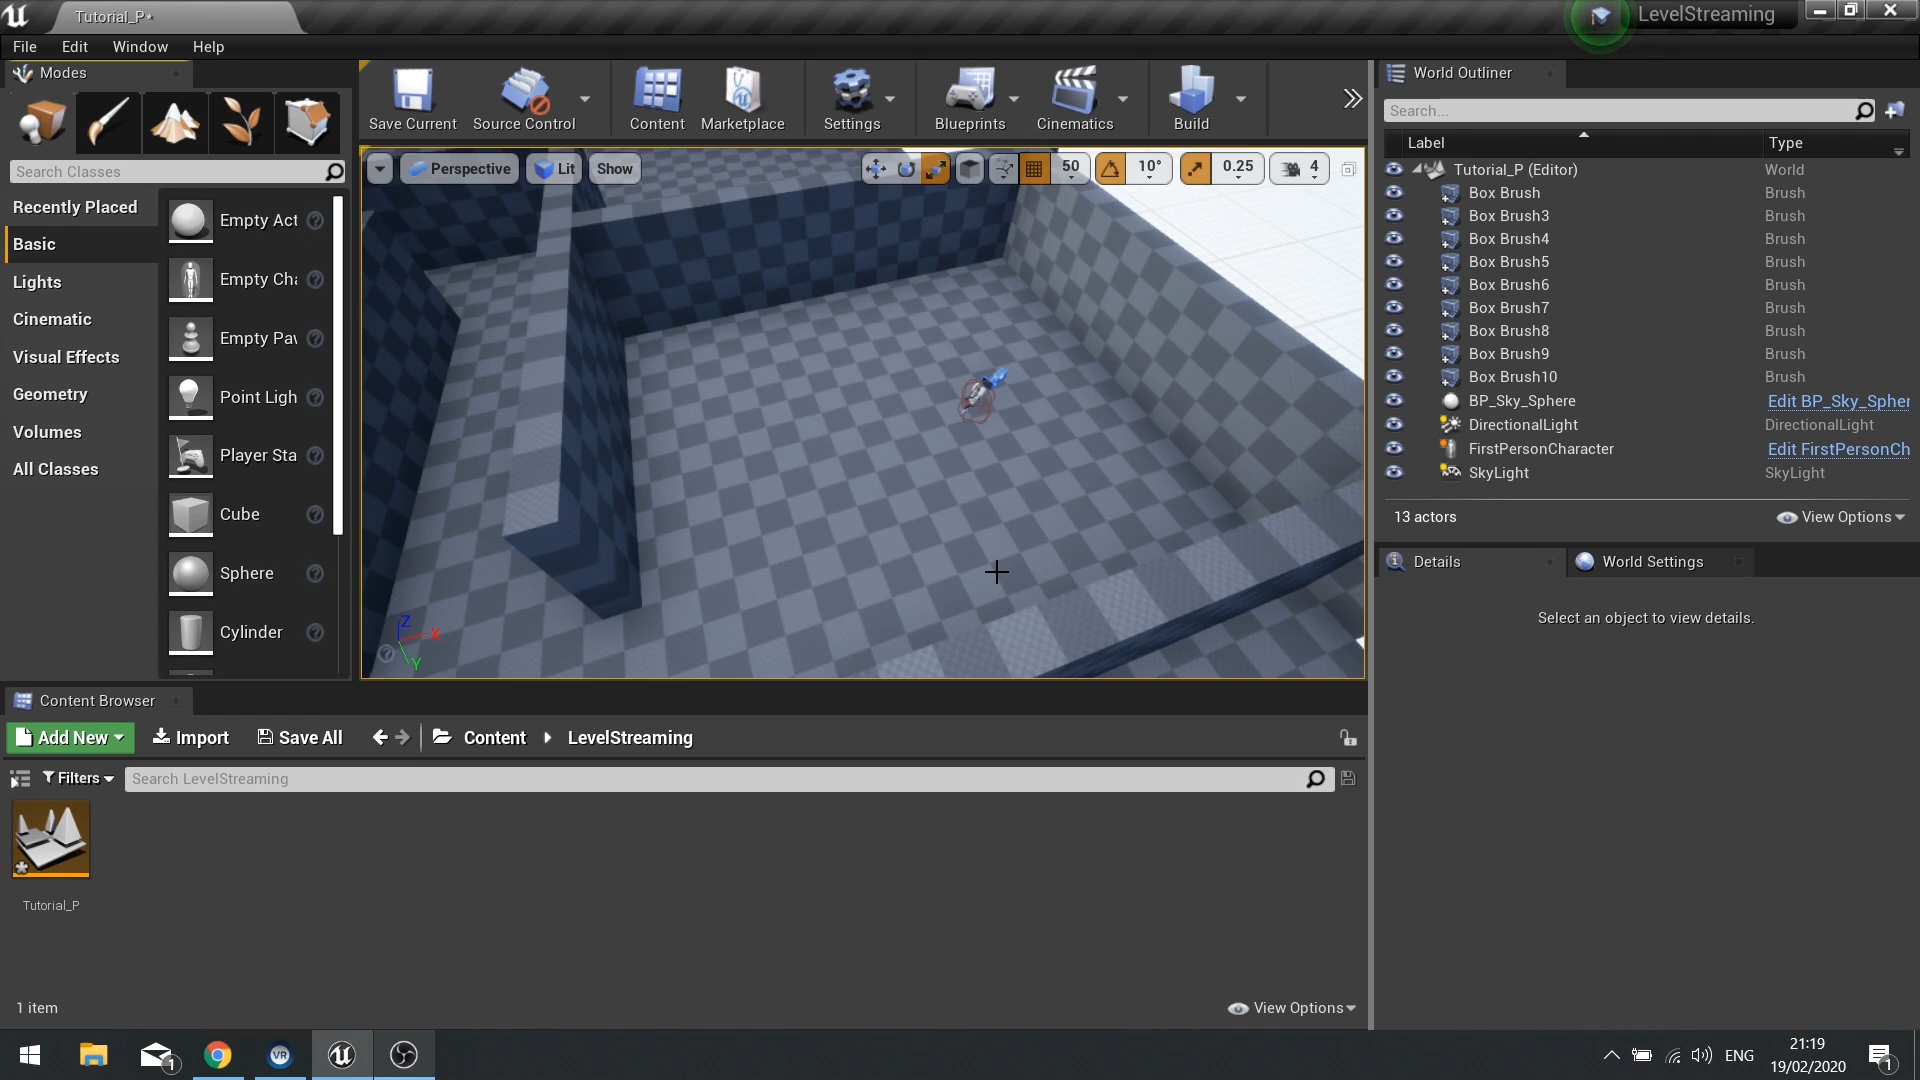 Tutorial_P*
LevelStreaming
File Edit Window Help
Modes
Search Classes
Recently Placed
Basic
Lights
Cinematic
Visual Effects
Geometry
Volumes
All Classes
Empty Act
Empty Cha
Empty Paw
Point Ligh
Player Sta
Cube
Sphere
Cylinder
Save Current
Source Control
Content
Marketplace
Settings
Blueprints
Cinematics
Build
Perspective
Lit
Show
50
10°
0.25
4
Z
X
Y
World Outliner
Search...
Label Type
Tutorial_P (Editor) World
Box Brush Brush
Box Brush3 Brush
Box Brush4 Brush
Box Brush5 Brush
Box Brush6 Brush
Box Brush7 Brush
Box Brush8 Brush
Box Brush9 Brush
Box Brush10 Brush
BP_Sky_Sphere Edit BP_Sky_Spher
DirectionalLight DirectionalLight
FirstPersonCharacter Edit FirstPersonCh
SkyLight SkyLight
13 actors
View Options
Details
World Settings
Select an object to view details.
Content Browser
Add New
Import
Save All
Content
LevelStreaming
Filters
Search LevelStreaming
Tutorial_P
1 item
View Options
1
VR
ENG
21:19
19/02/2020
1